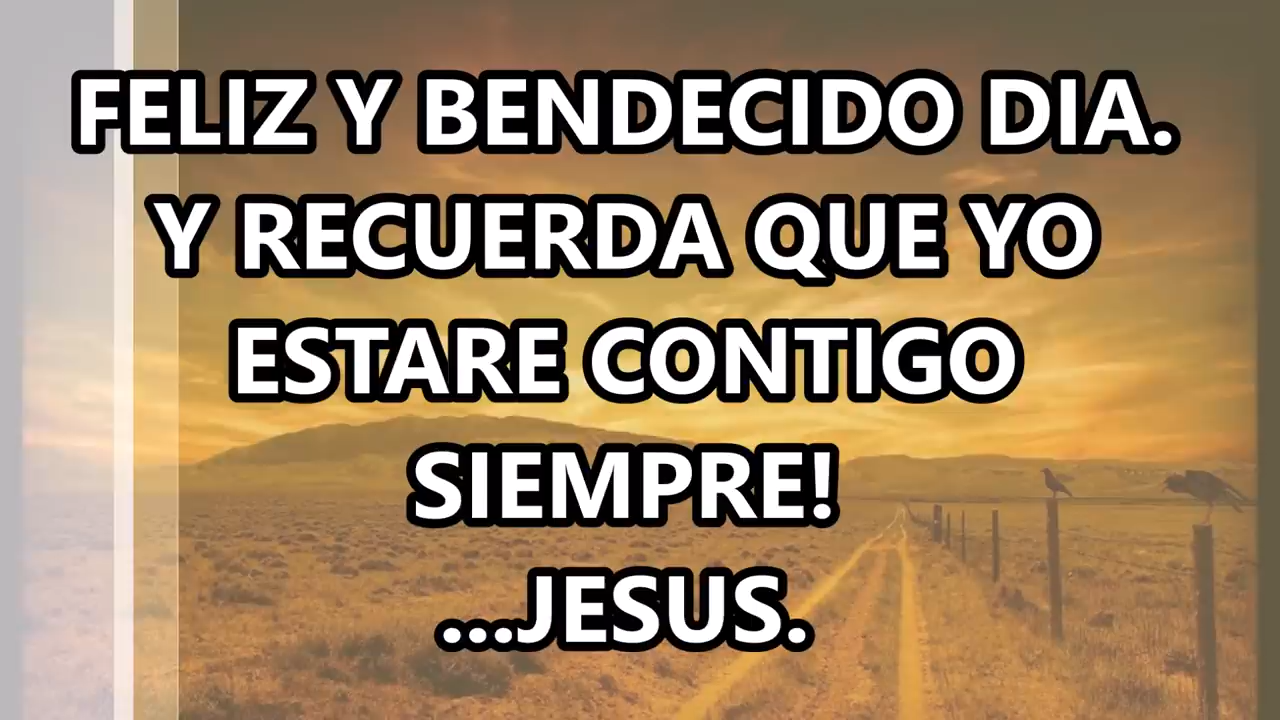 FELIZ Y BENDECIDO DIA.
Y RECUERDA QUE YO
ESTARE CONTIGO
SIEMPRE!
...JESUS.